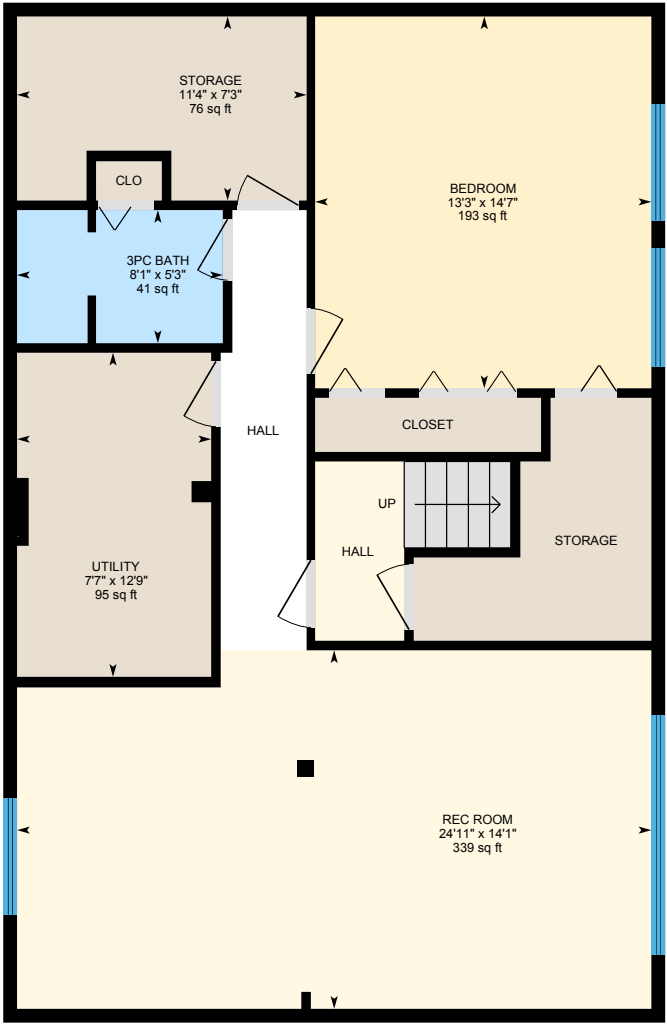 STORAGE
11'4" x 7'3"
76 sq ft
CLO
BEDROOM
13'3" x 14'7"
193 sq ft
3PC BATH
8'1" x 5'3"
41 sq ft
HALL
CLOSET
UP
HALL
STORAGE
UTILITY
7'7" x 12'9"
95 sq ft
REC ROOM
24'11" x 14'1"
339 sq ft